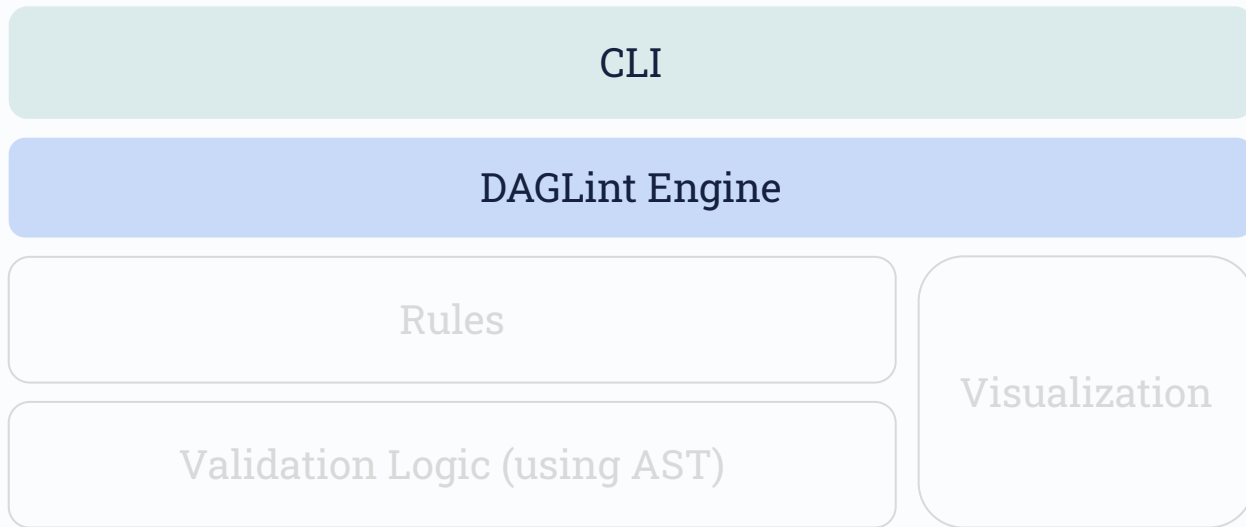 CLI
DAGLint Engine
Rules
Visualization
Validation Logic (using AST)